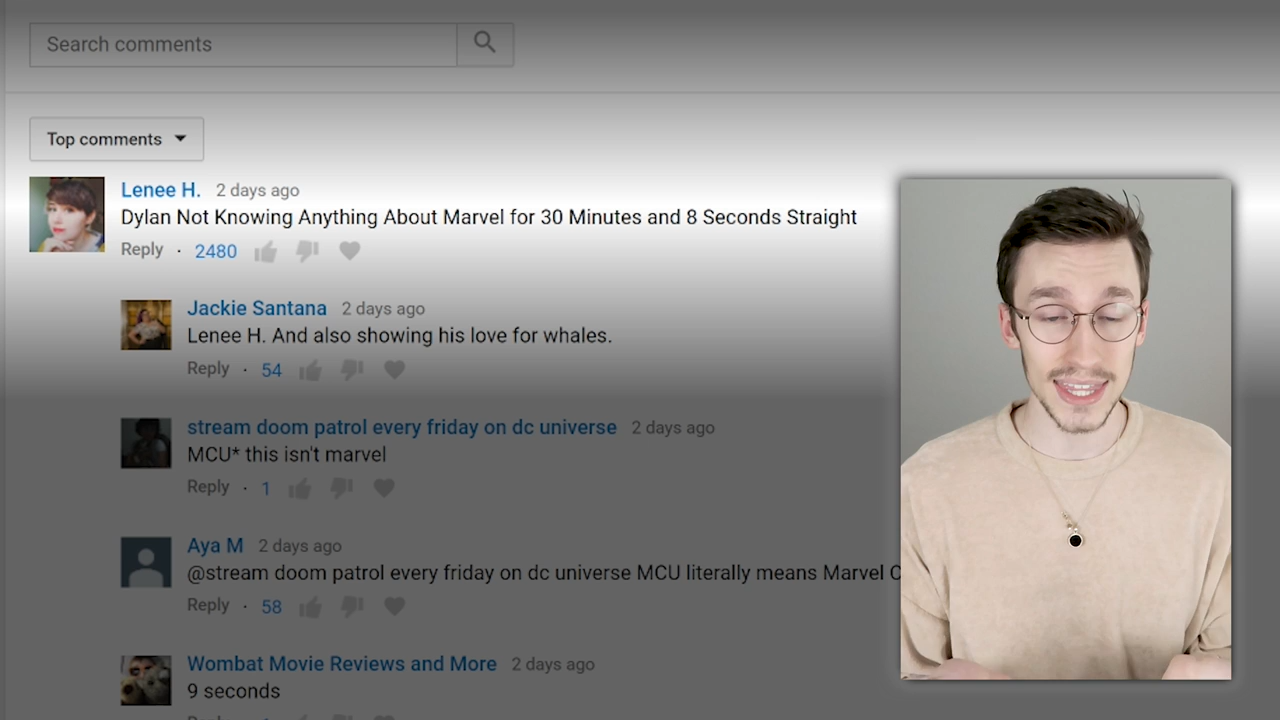 Search comments
Top comments
Lenee H. 2 days ago
Dylan Not Knowing Anything About Marvel for 30 Minutes and 8 Seconds Straight
Reply · 2480
Jackie Santana 2 days ago
Lenee H. And also showing his love for whales.
Reply · 54
stream doom patrol every friday on dc universe 2 days ago
MCU* this isn't marvel
Reply · 1
Aya M 2 days ago
@stream doom patrol every friday on dc universe MCU literally means Marvel C
Reply · 58
Wombat Movie Reviews and More 2 days ago
9 seconds
Reply